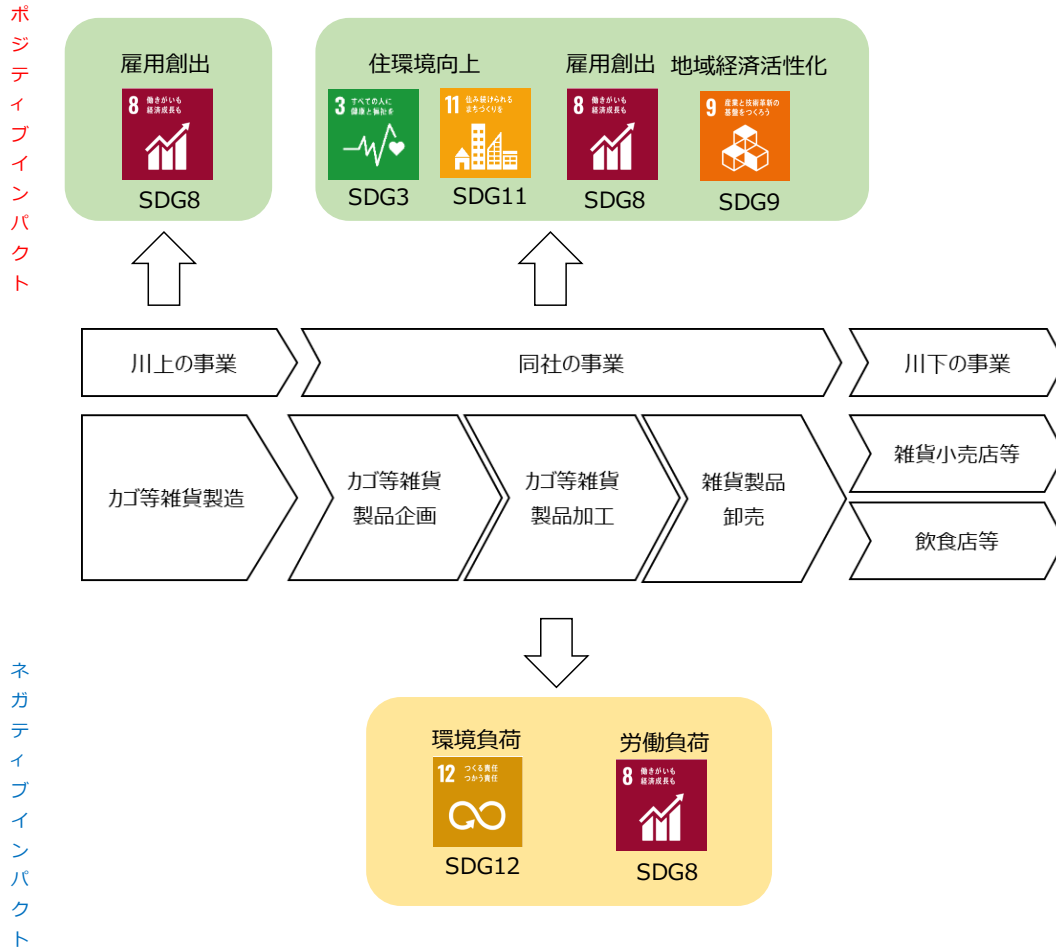 ポジティブインパクト
雇用創出
8 働きがいも
経済成長も
SDG8
住環境向上
3 すべての人に
健康と福祉を
SDG3
11 住み続けられる
まちづくりを
SDG11
雇用創出
8 働きがいも
経済成長も
SDG8
地域経済活性化
9 産業と技術革新の
基盤をつくろう
SDG9
川上の事業
同社の事業
川下の事業
カゴ等雑貨製造
カゴ等雑貨
製品企画
カゴ等雑貨
製品加工
雑貨製品
卸売
雑貨小売店等
飲食店等
ネガティブインパクト
環境負荷
12 つくる責任
つかう責任
SDG12
労働負荷
8 働きがいも
経済成長も
SDG8